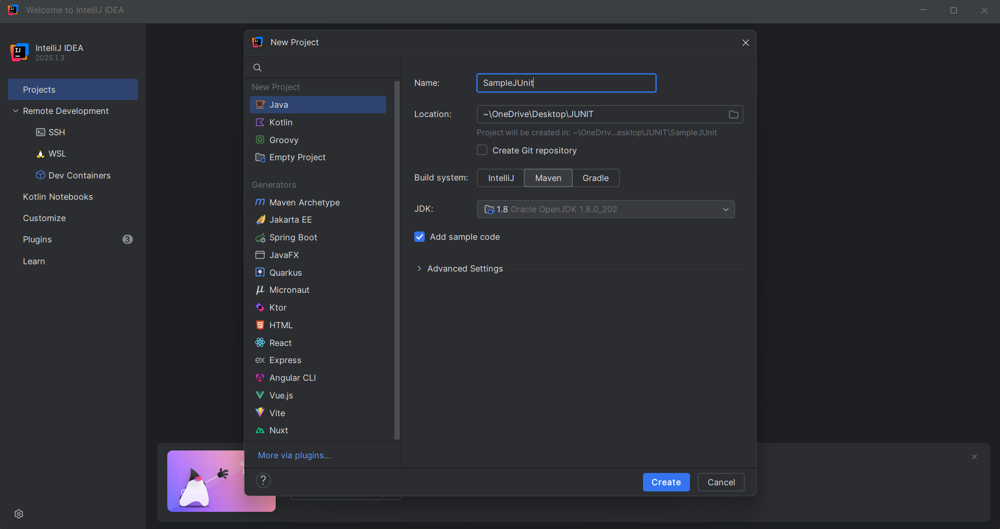 Welcome to IntelliJ IDEA
IntelliJ IDEA
2025.1.3
Projects
Remote Development
SSH
WSL
Dev Containers
Kotlin Notebooks
Customize
Plugins 3
Learn
New Project
New Project
Java
Kotlin
Groovy
Empty Project
Generators
Maven Archetype
Jakarta EE
Spring Boot
JavaFX
Quarkus
Micronaut
Ktor
HTML
React
Express
Angular CLI
Vue.js
Vite
Nuxt
More via plugins...
Name: SampleJUnit
Location: ~\OneDrive\Desktop\JUNIT
Project will be created in: ~\OneDriv...esktop\JUNIT\SampleJUnit
Create Git repository
Build system: IntelliJ Maven Gradle
JDK: 1.8 Oracle OpenJDK 1.8.0_202
Add sample code
Advanced Settings
? Create Cancel